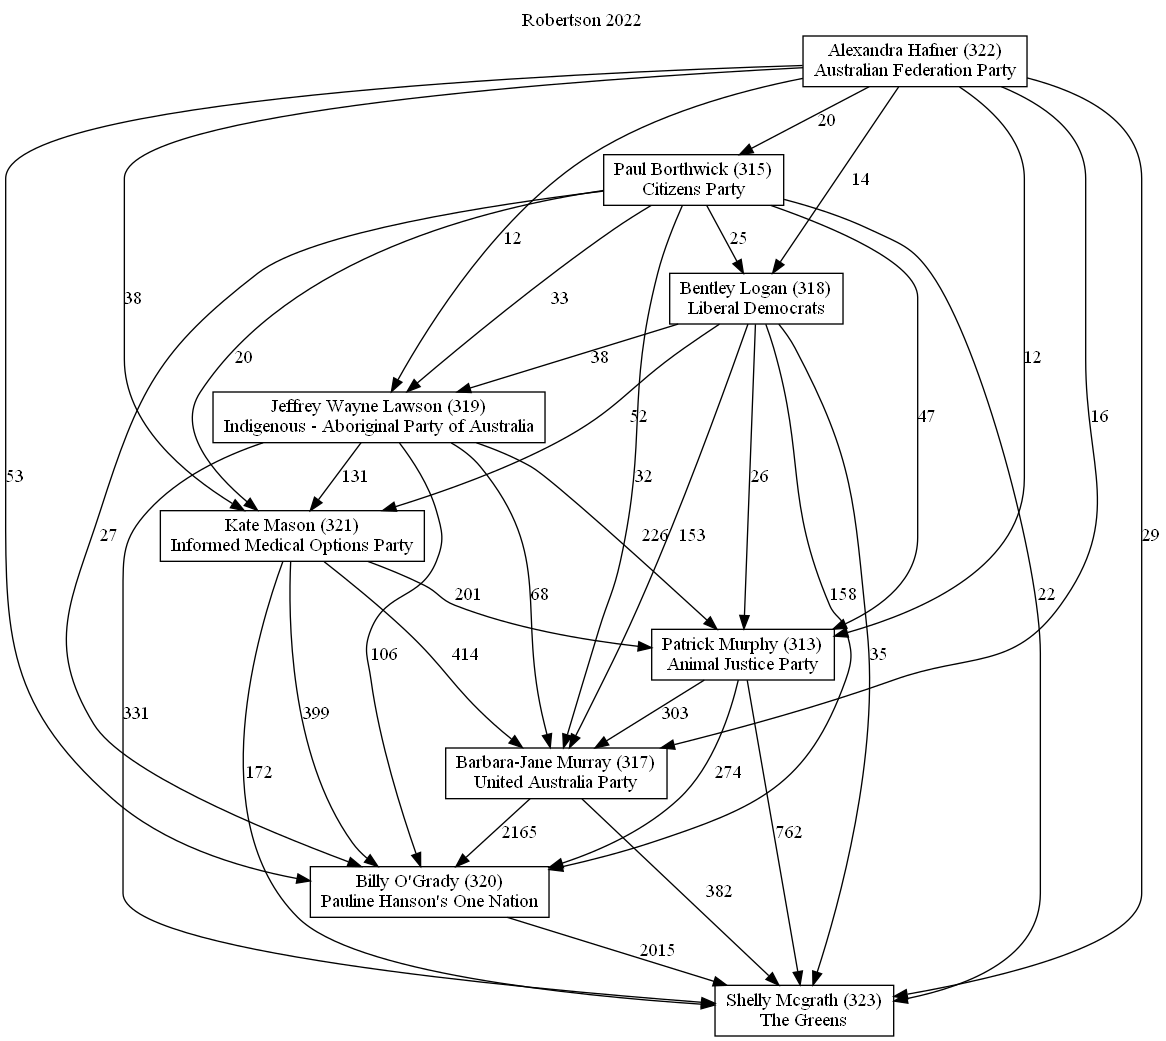 Robertson 2022
Alexandra Hafner (322)
Australian Federation Party
20
Paul Borthwick (315)
Citizens Party
14
12
25
Bentley Logan (318)
Liberal Democrats
38
33
20
38
12
Jeffrey Wayne Lawson (319)
Indigenous - Aboriginal Party of Australia
52
47
16
53
131
32
26
Kate Mason (321)
Informed Medical Options Party
27
226
153
29
201
68
158
22
Patrick Murphy (313)
Animal Justice Party
106
414
35
331
399
303
Barbara-Jane Murray (317)
United Australia Party
172
274
2165
762
Billy O'Grady (320)
Pauline Hanson's One Nation
382
2015
Shelly Mcgrath (323)
The Greens